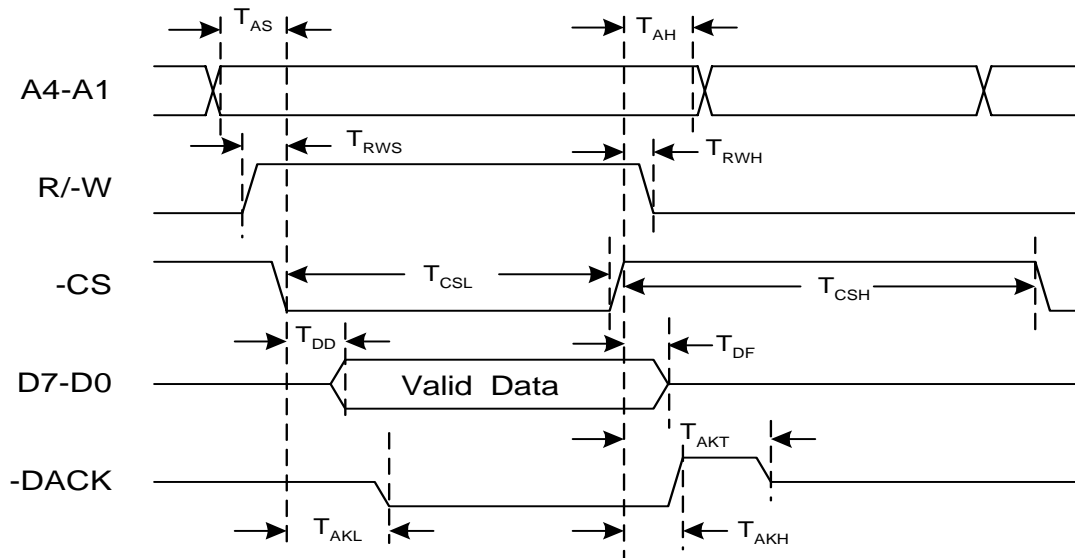 TAS
TAH
A4-A1
TRWS
TRWH
R/-W
-CS
TCSL
TCSH
TDD
TDF
D7-D0
Valid Data
TAKT
-DACK
TAKL
TAKH